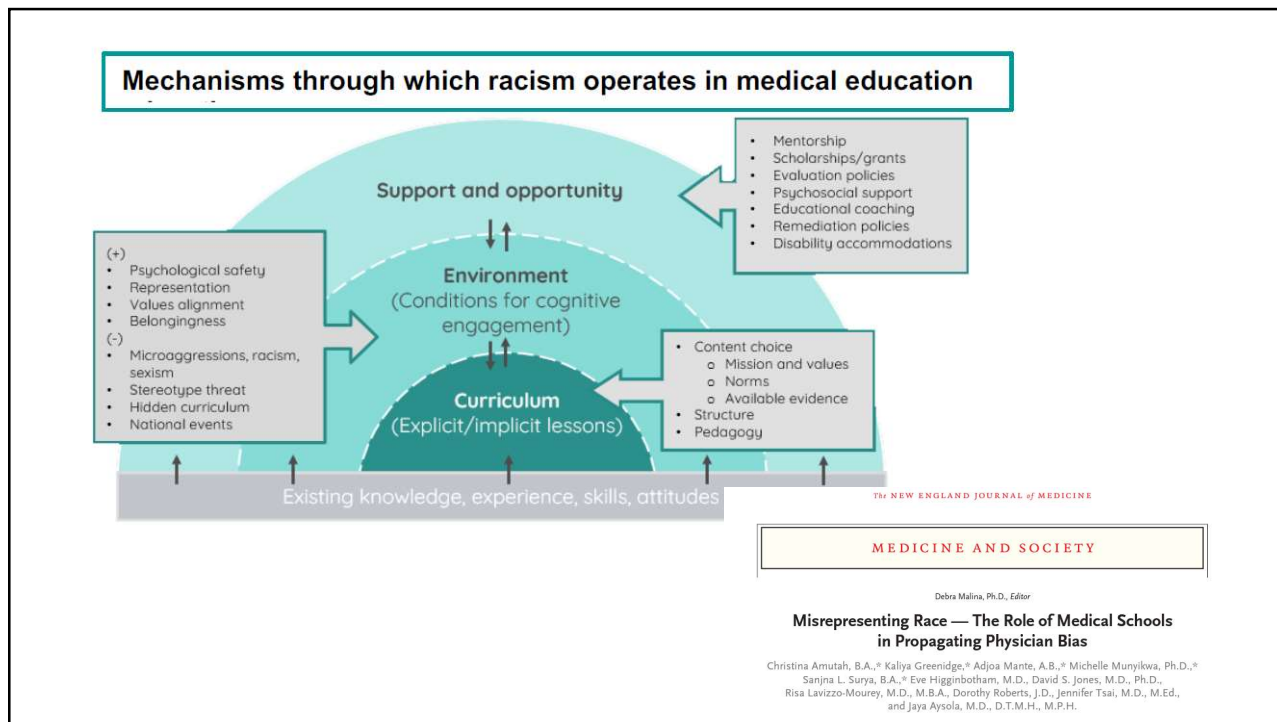 Mechanisms through which racism operates in medical education
Support and opportunity
• Mentorship
• Scholarships/grants
• Evaluation policies
• Psychosocial support
• Educational coaching
• Remediation policies
• Disability accommodations
(+)
• Psychological safety
• Representation
• Values alignment
• Belongingness
(-)
• Microaggressions, racism,
sexism
• Stereotype threat
• Hidden curriculum
• National events
Environment
(Conditions for cognitive
engagement)
• Content choice
o Mission and values
o Norms
o Available evidence
• Structure
• Pedagogy
Curriculum
(Explicit/implicit lessons)
Existing knowledge, experience, skills, attitudes
The NEW ENGLAND JOURNAL of MEDICINE
MEDICINE AND SOCIETY
Debra Malina, Ph.D., Editor
Misrepresenting Race — The Role of Medical Schools
in Propagating Physician Bias
Christina Amutah, B.A.,* Kaliya Greenidge,* Adjoa Mante, A.B.,* Michelle Munyikwa, Ph.D.,*
Sanjna L. Surya, B.A.,* Eve Higginbotham, M.D., David S. Jones, M.D., Ph.D.,
Risa Lavizzo-Mourey, M.D., M.B.A., Dorothy Roberts, J.D., Jennifer Tsai, M.D., M.Ed.,
and Jaya Aysola, M.D., D.T.M.H., M.P.H.